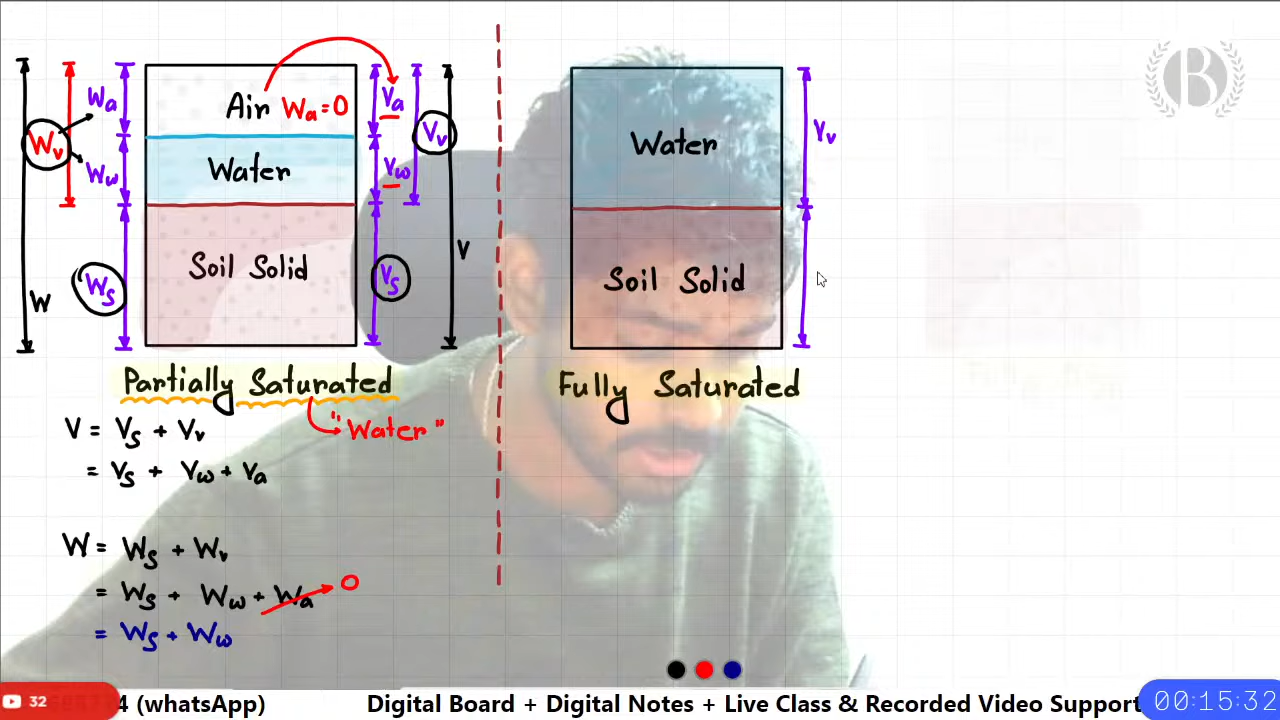 Wa
Air Wa = 0
Va
Wv
Vv
Ww
Water
Vw
Water
Vv
Soil Solid
Ws
Vs
V
W
Soil Solid
B
Partially Saturated
Fully Saturated
"Water"
V = Vs + Vv
= Vs + Vw + Va
W = Ws + Wv
= Ws + Ww + Wa → 0
= Ws + Ww
32
4 (whatsApp)
Digital Board + Digital Notes + Live Class & Recorded Video Support
00:15:32